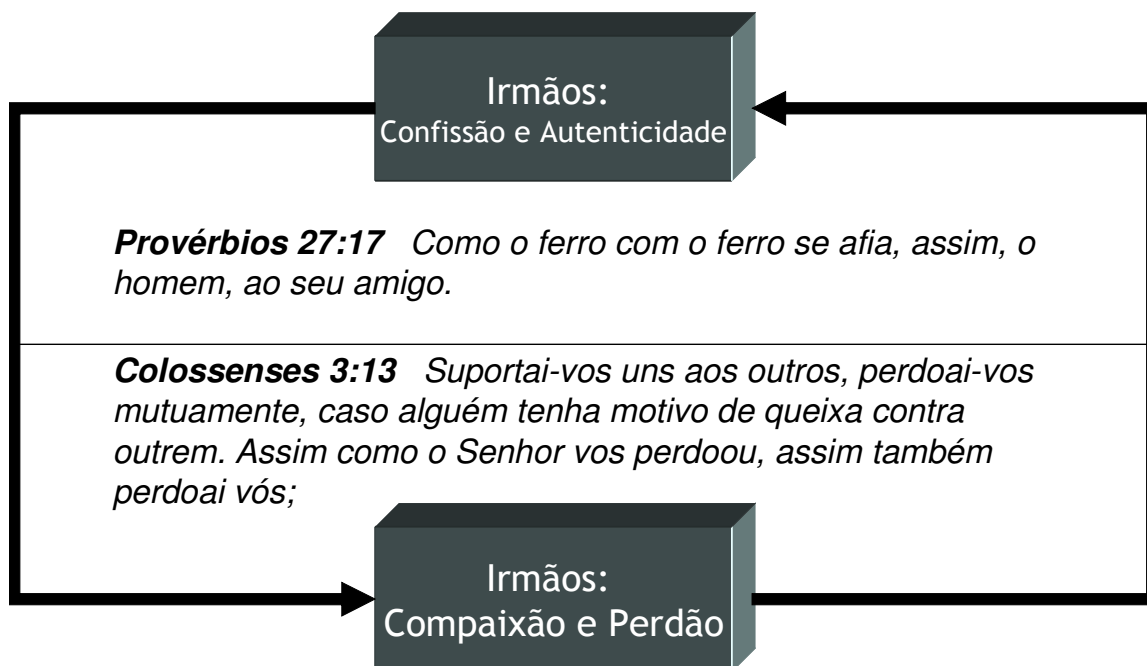 Irmãos:
Confissão e Autenticidade
Provérbios 27:17 Como o ferro com o ferro se afia, assim, o
homem, ao seu amigo.
Colossenses 3:13 Suportai-vos uns aos outros, perdoai-vos
mutuamente, caso alguém tenha motivo de queixa contra
outrem. Assim como o Senhor vos perdoou, assim também
perdoai vós;
Irmãos:
Compaixão e Perdão